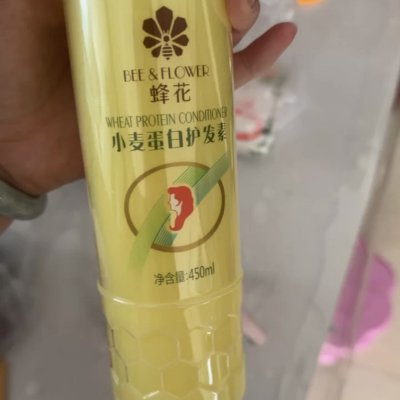 BEE & FLOWER
蜂花
WHEAT PROTEIN CONDITIONER
小麦蛋白护发素
净含量:450ml